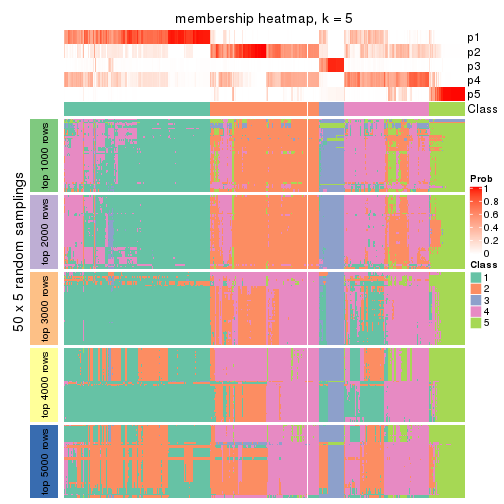 membership heatmap, k = 5
p1
p2
p3
p4
p5
Class
50 x 5 random samplings
top 1000 rows
top 2000 rows
top 3000 rows
top 4000 rows
top 5000 rows
Prob
1
0.8
0.6
0.4
0.2
0
Class
1
2
3
4
5